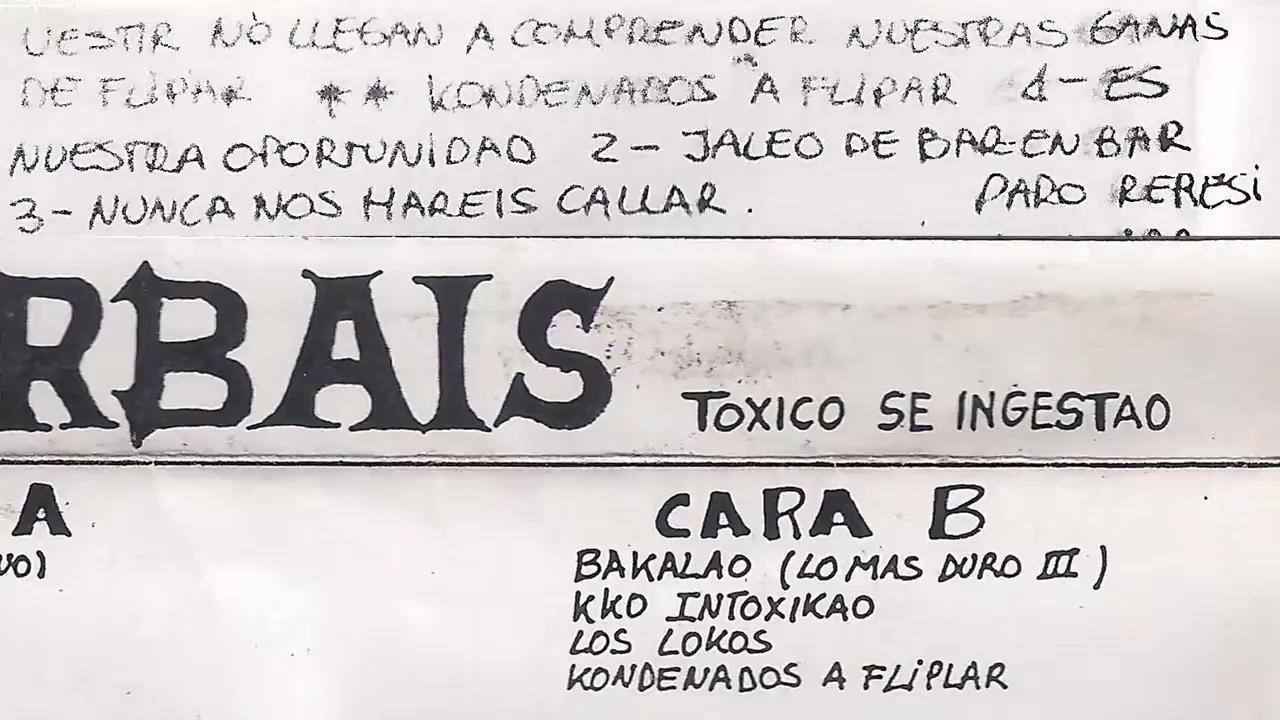 VESTIR NO LLEGAN A COMPRENDER NUESTRAS GANAS
DE FLIPAR ** KONDENADOS A FLIPAR 1- ES
NUESTRA OPORTUNIDAD 2- JALEO DE BAR EN BAR
3- NUNCA NOS HAREIS CALLAR. PARO REPRESI
RBAIS TOXICO SE INGESTAO
A CARA B
VO) BAKALAO (LO MAS DURO III)
KKO INTOXIKAO
LOS LOKOS
KONDENADOS A FLiPLAR